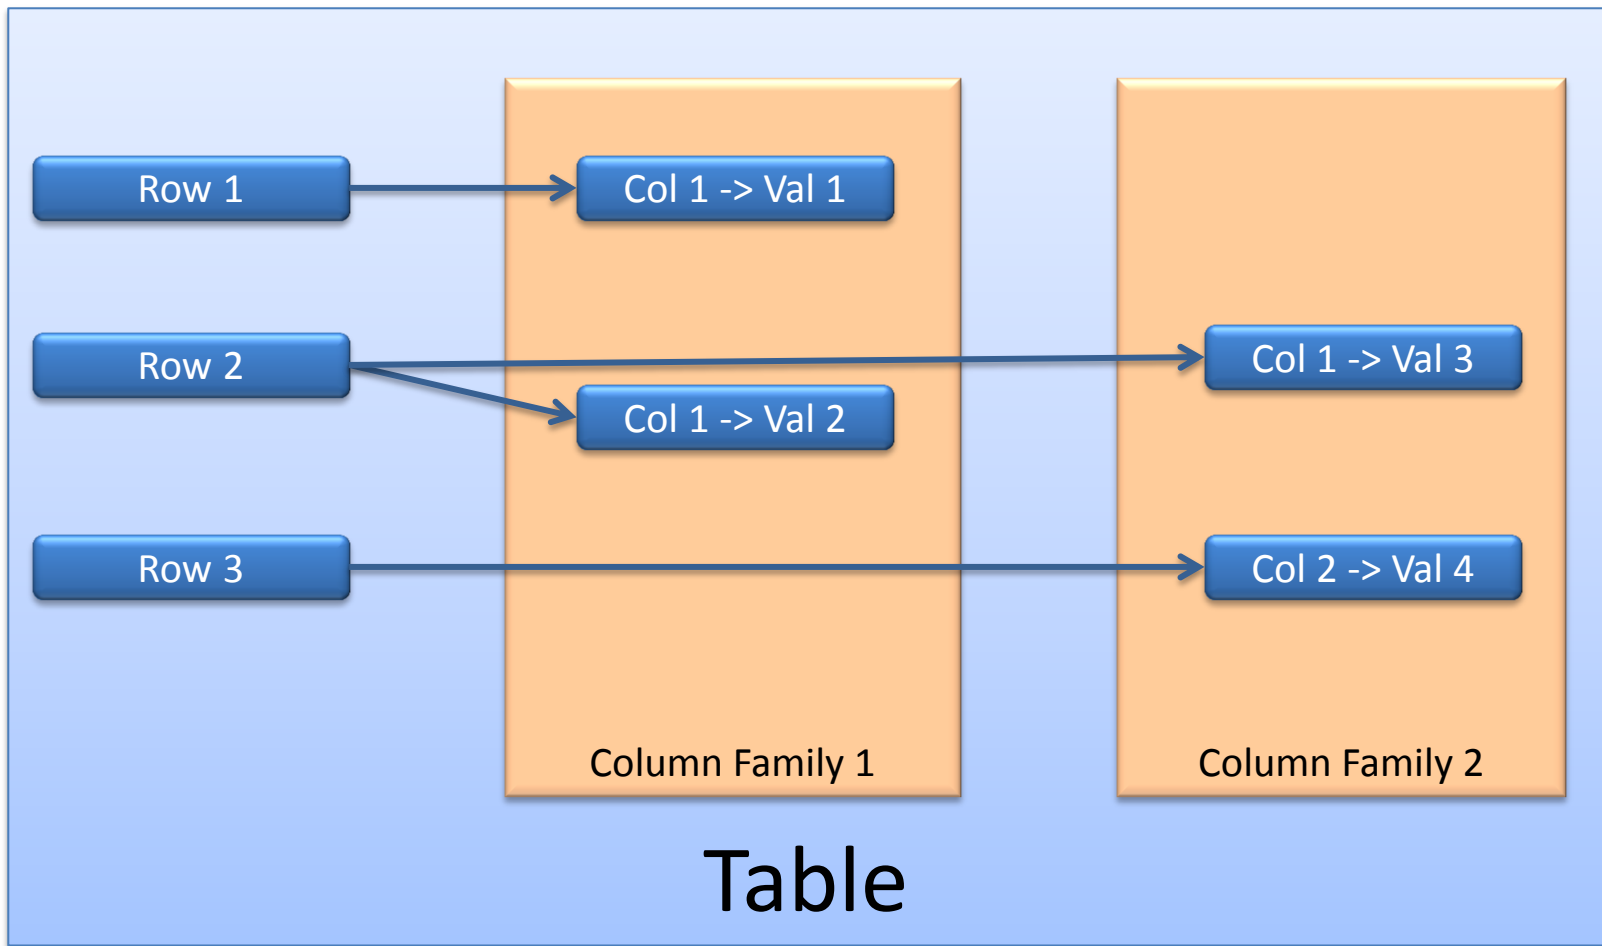 Row 1
Col 1 -> Val 1
Row 2
Col 1 -> Val 3
Col 1 -> Val 2
Row 3
Col 2 -> Val 4
Column Family 1
Column Family 2
Table